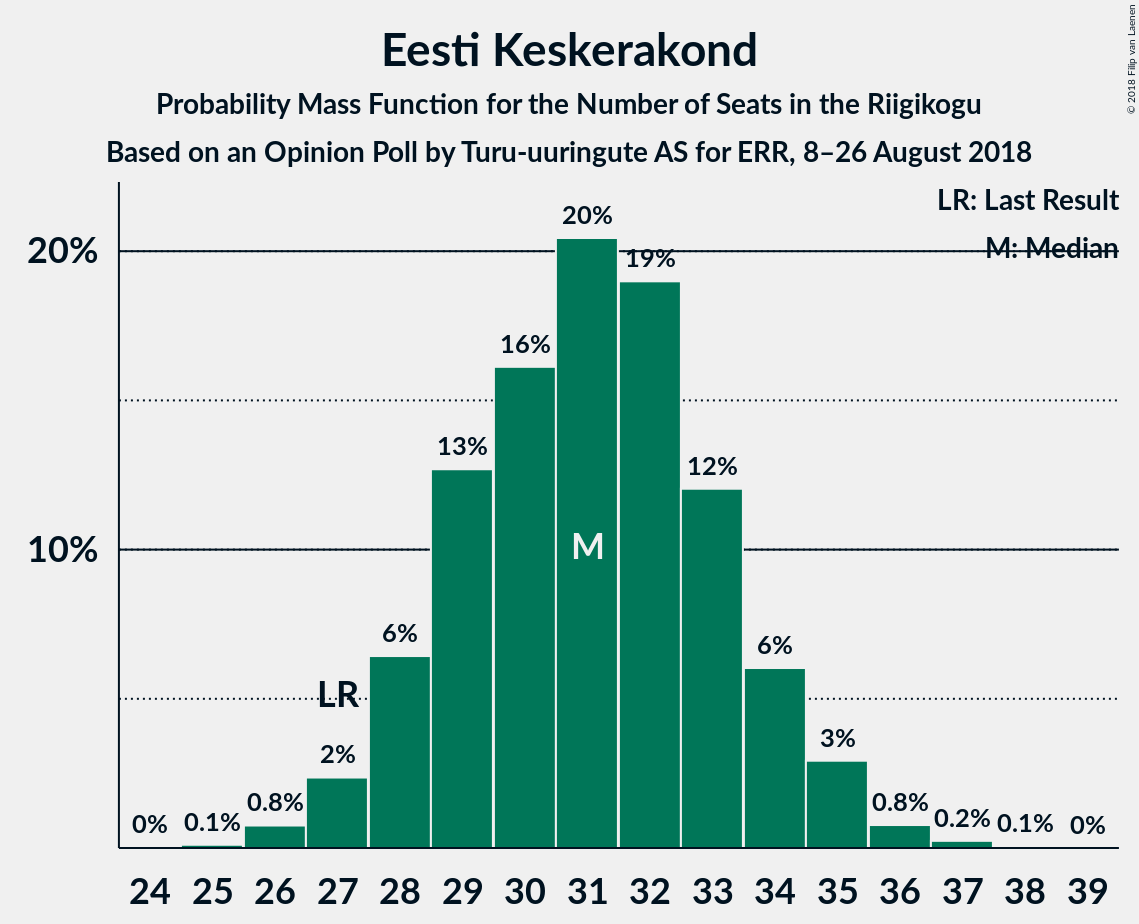 Eesti Keskerakond
Probability Mass Function for the Number of Seats in the Riigikogu
Based on an Opinion Poll by Turu-uuringute AS for ERR, 8–26 August 2018
© 2018 Filip van Laenen
LR: Last Result
M: Median
20%
10%
0%
0.1%
0.8%
2%
LR
6%
13%
16%
20%
M
19%
12%
6%
3%
0.8%
0.2%
0.1%
0%
24 25 26 27 28 29 30 31 32 33 34 35 36 37 38 39